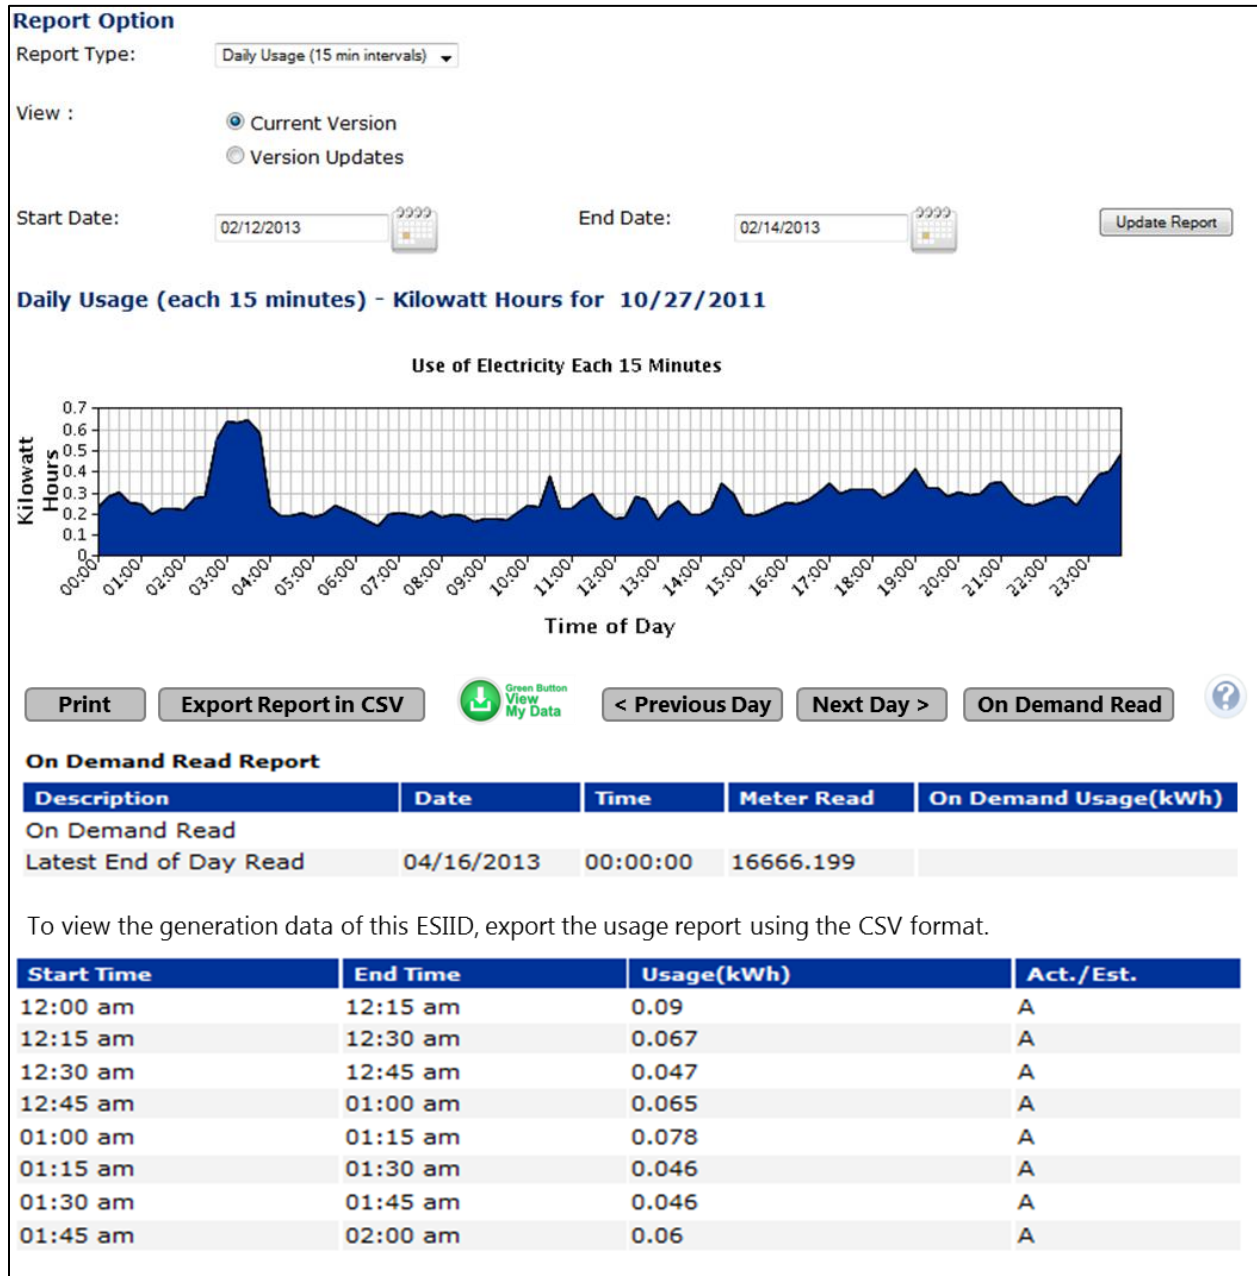 Report Option
Report Type: Daily Usage (15 min intervals)
View :
Current Version
Version Updates
Start Date: 02/12/2013 End Date: 02/14/2013 Update Report
Daily Usage (each 15 minutes) - Kilowatt Hours for 10/27/2011
Use of Electricity Each 15 Minutes
Kilowatt
Hours
0.7
0.6
0.5
0.4
0.3
0.2
0.1
0
00:00 01:00 02:00 03:00 04:00 05:00 06:00 07:00 08:00 09:00 10:00 11:00 12:00 13:00 14:00 15:00 16:00 17:00 18:00 19:00 20:00 21:00 22:00 23:00
Time of Day
Print Export Report in CSV Green Button View My Data < Previous Day Next Day > On Demand Read ?
On Demand Read Report
Description Date Time Meter Read On Demand Usage(kWh)
On Demand Read
Latest End of Day Read 04/16/2013 00:00:00 16666.199
To view the generation data of this ESIID, export the usage report using the CSV format.
Start Time End Time Usage(kWh) Act./Est.
12:00 am 12:15 am 0.09 A
12:15 am 12:30 am 0.067 A
12:30 am 12:45 am 0.047 A
12:45 am 01:00 am 0.065 A
01:00 am 01:15 am 0.078 A
01:15 am 01:30 am 0.046 A
01:30 am 01:45 am 0.046 A
01:45 am 02:00 am 0.06 A